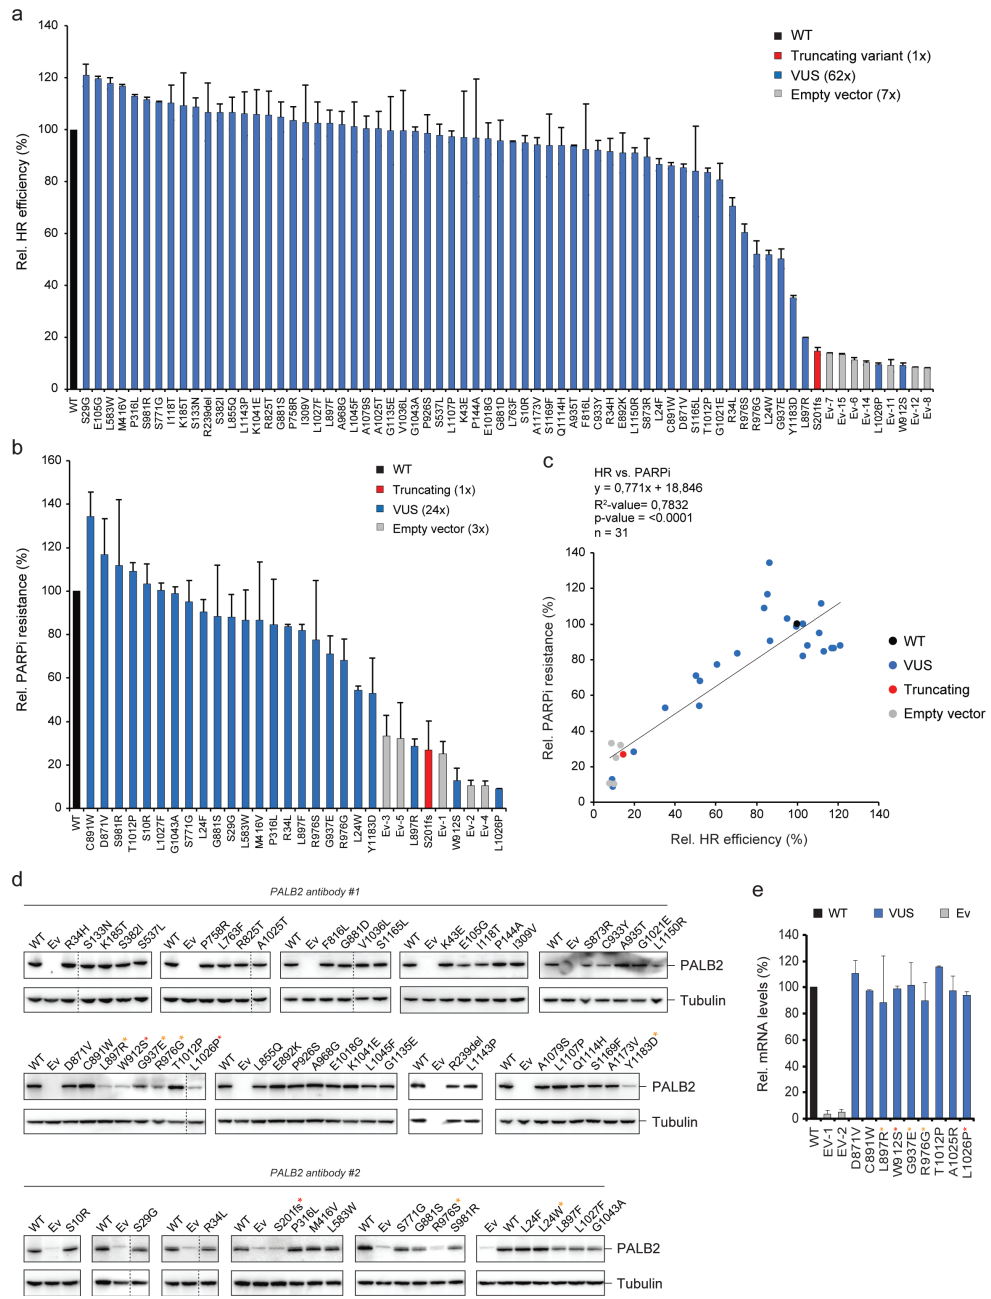 a
Rel. HR efficiency (%)
140
120
100
80
60
40
20
0
WT
Truncating variant (1x)
VUS (62x)
Empty vector (7x)
WT
S29G
E105G
L583W
M416V
P316L
S981R
S771G
I118T
K185T
S133N
R239del
S382I
L855Q
L1143P
K1041E
R825T
G881S
P758R
I309V
L1027F
L897F
A968G
L1045F
A1079S
A1025T
G1135E
V1036L
G1043A
P926S
S537L
L1107P
K43E
P144A
E1018G
G881D
L763F
S10R
A1173V
S1169F
Q1114H
A935T
F816L
C933Y
R34H
E892K
L1150R
S873R
L24F
C891W
D871V
S1165L
T1012P
G1021E
R34L
R976S
R976G
L24W
G937E
Y1183D
L897R
S201fs
Ev-7
Ev-15
Ev-6
Ev-14
L1026P
Ev-11
W912S
Ev-12
Ev-8
b
Rel. PARPi resistance (%)
160
140
120
100
80
60
40
20
0
WT
Truncating (1x)
VUS (24x)
Empty vector (3x)
WT
C891W
D871V
S981R
T1012P
S10R
L1027F
G1043A
S771G
L24F
G881S
S29G
L583W
M416V
P316L
R34L
L897F
R976S
G937E
R976G
L24W
Y1183D
Ev-3
Ev-5
L897R
S201fs
Ev-1
W912S
Ev-2
Ev-4
L1026P
c
HR vs. PARPi
y = 0,771x + 18,846
R2-value= 0,7832
p-value = <0.0001
n = 31
Rel. PARPi resistance (%)
140
120
100
80
60
40
20
0
0 20 40 60 80 100 120 140
Rel. HR efficiency (%)
WT
VUS
Truncating
Empty vector
d
PALB2 antibody #1
WT Ev R34H S133N K185T S382I S537L
WT Ev P758R L763F R825T A1025T
WT Ev F816L G881D V1036L S1165L
WT Ev K43E E105G I118T P144A I309V
WT Ev S873R C933Y A935T G1021E L1150R
PALB2
Tubulin
WT Ev D871V C891W L897R* W912S* G937E* R976G* T1012P L1026P*
WT Ev L855Q E892K P926S A968G E1018G K1041E L1045F G1135E
WT Ev R239del L1143P
WT Ev A1079S L1107P Q1114H S1169F A1173V Y1183D*
PALB2
Tubulin
PALB2 antibody #2
WT Ev S10R
WT Ev S29G
WT Ev R34L
WT Ev S201fs* P316L M416V L583W
WT Ev S771G G881S R976S* S981R
Ev WT L24F L24W* L897F L1027F G1043A
PALB2
Tubulin
e
WT
VUS
Ev
Rel. mRNA levels (%)
140
120
100
80
60
40
20
0
WT
EV-1
EV-2
D871V
C891W
L897R*
W912S*
G937E*
R976G*
T1012P
A1025R
L1026P*